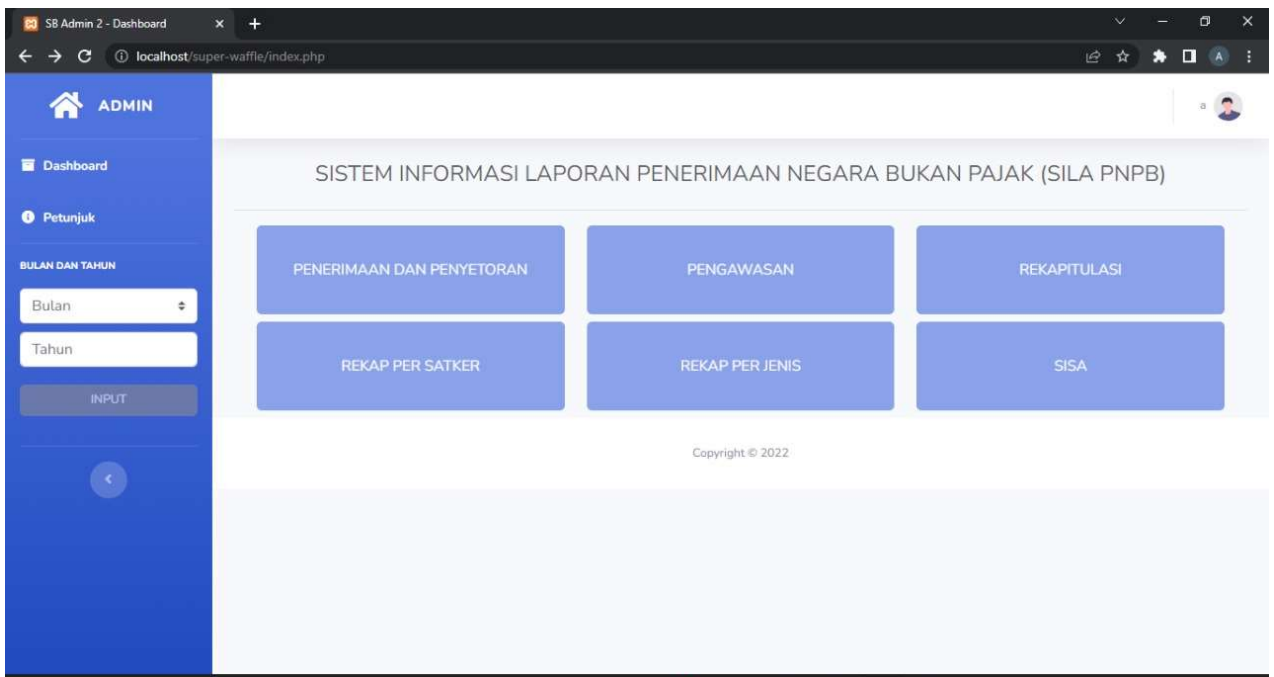 SB Admin 2 - Dashboard
localhost/super-waffle/index.php
A
ADMIN
a
Dashboard
Petunjuk
BULAN DAN TAHUN
Bulan
Tahun
INPUT
SISTEM INFORMASI LAPORAN PENERIMAAN NEGARA BUKAN PAJAK (SILA PNPB)
PENERIMAAN DAN PENYETORAN
PENGAWASAN
REKAPITULASI
REKAP PER SATKER
REKAP PER JENIS
SISA
Copyright © 2022